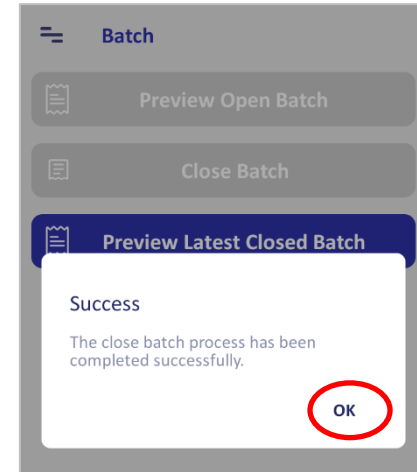 Batch
Preview Open Batch
Close Batch
Preview Latest Closed Batch
Success
The close batch process has been
completed successfully.
OK